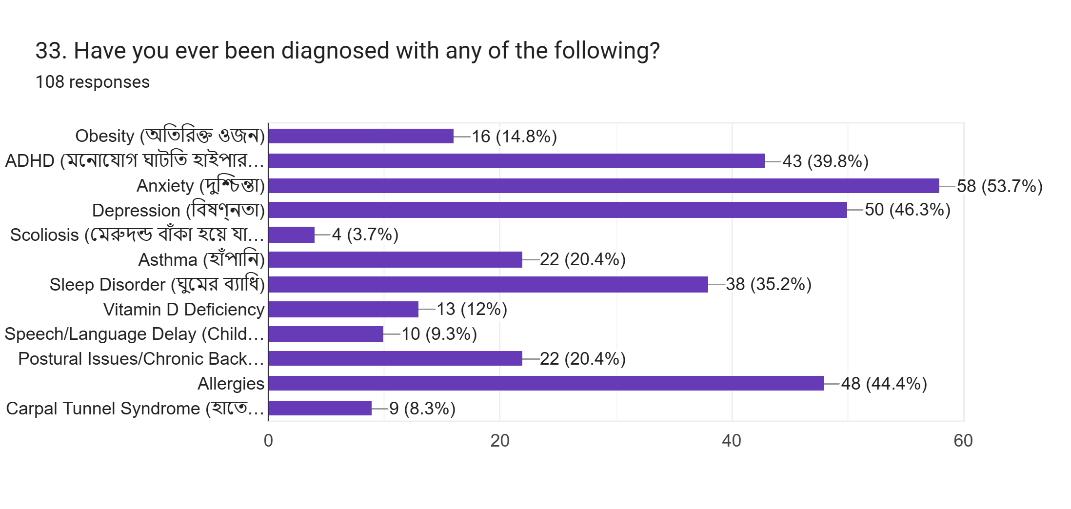 33. Have you ever been diagnosed with any of the following?
108 responses
Obesity (অতিরিক্ত ওজন) 16 (14.8%)
ADHD (মনোযোগ ঘাটতি হাইপার… 43 (39.8%)
Anxiety (দুশ্চিন্তা) 58 (53.7%)
Depression (বিষণ্নতা) 50 (46.3%)
Scoliosis (মেরুদন্ড বাঁকা হয়ে যা… 4 (3.7%)
Asthma (হাঁপানি) 22 (20.4%)
Sleep Disorder (ঘুমের ব্যাধি) 38 (35.2%)
Vitamin D Deficiency 13 (12%)
Speech/Language Delay (Child… 10 (9.3%)
Postural Issues/Chronic Back… 22 (20.4%)
Allergies 48 (44.4%)
Carpal Tunnel Syndrome (হাতে… 9 (8.3%)
0 20 40 60